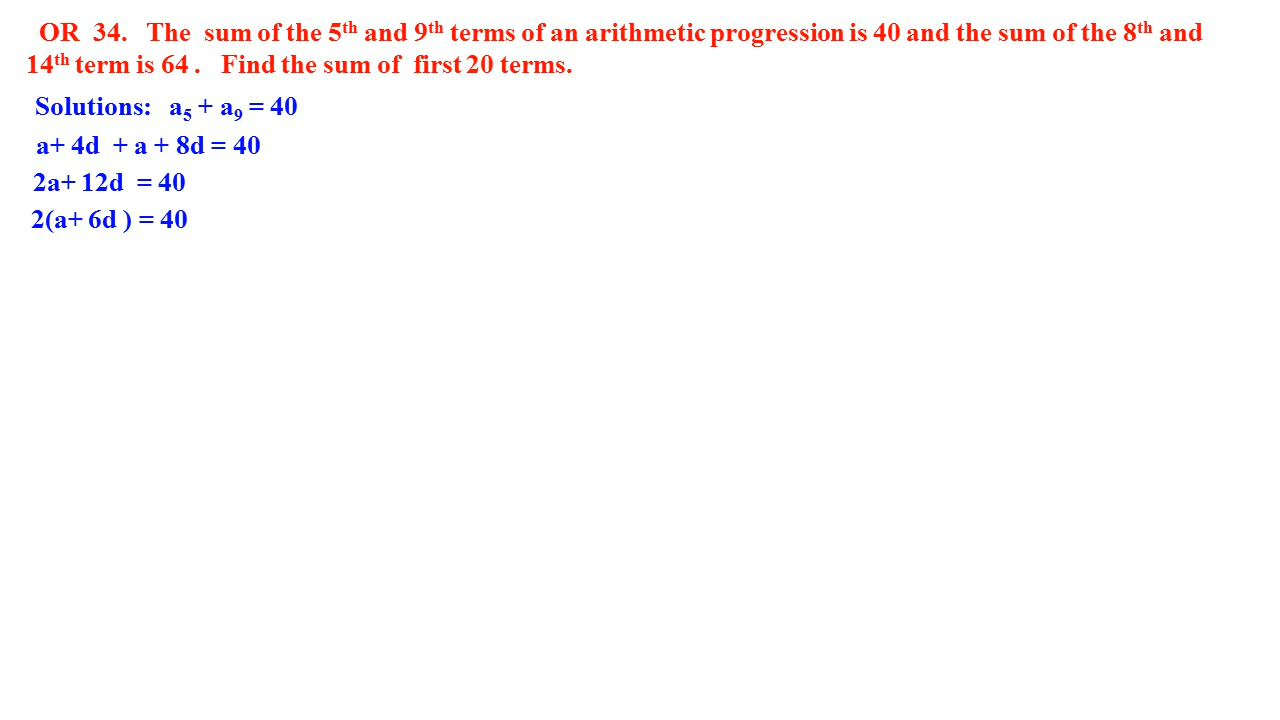 OR 34. The sum of the 5th and 9th terms of an arithmetic progression is 40 and the sum of the 8th and
14th term is 64 . Find the sum of first 20 terms.
Solutions: a5 + a9 = 40
a+ 4d + a + 8d = 40
2a+ 12d = 40
2(a+ 6d ) = 40